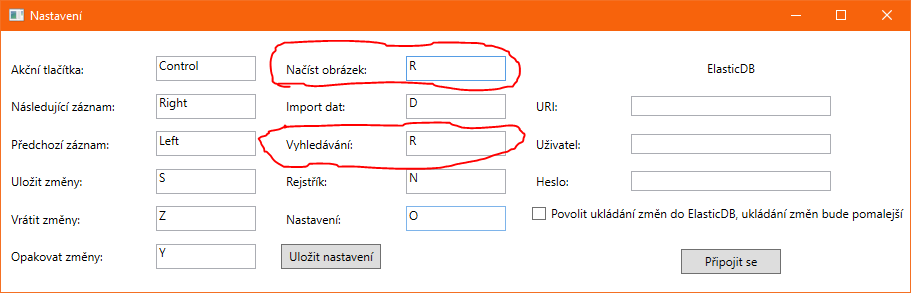 Nastavení
Akční tlačítka: Control
Následující záznam: Right
Předchozí záznam: Left
Uložit změny: S
Vrátit změny: Z
Opakovat změny: Y
Načíst obrázek: R
Import dat: D
Vyhledávání: R
Rejstřík: N
Nastavení: O
Uložit nastavení
ElasticDB
URI:
Uživatel:
Heslo:
Povolit ukládání změn do ElasticDB, ukládání změn bude pomalejší
Připojit se